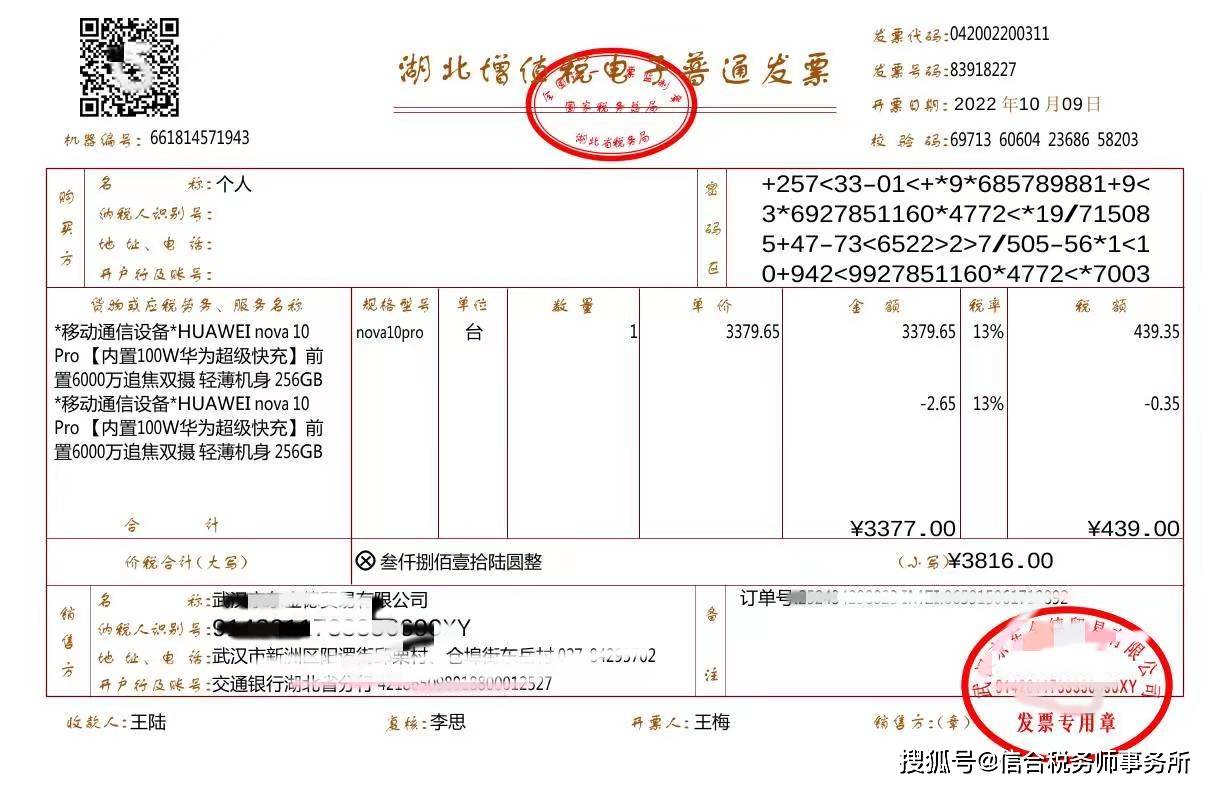 湖北增值税电子普通发票
全国统一发票监制章
国家税务总局
湖北省税务局
发票代码:042002200311
发票号码:83918227
开票日期: 2022 年10 月09日
校 验 码:69713 60604 23686 58203
机器编号: 661814571943
购买方
名 称:个人
纳税人识别号:
地 址、电 话:
开户行及账号:
密码区
+257<33-01<+*9*685789881+9<
3*6927851160*4772<*19/71508
5+47-73<6522>2>7/505-56*1<1
0+942<9927851160*4772<*7003
货物或应税劳务、服务名称 规格型号 单位 数 量 单 价 金 额 税率 税 额
*移动通信设备*HUAWEI nova 10 nova10pro 台 1 3379.65 3379.65 13% 439.35
Pro 【内置100W华为超级快充】前
置6000万追焦双摄 轻薄机身 256GB
*移动通信设备*HUAWEI nova 10 -2.65 13% -0.35
Pro 【内置100W华为超级快充】前
置6000万追焦双摄 轻薄机身 256GB
合 计 ¥3377.00 ¥439.00
价税合计(大写) ⊗ 叁仟捌佰壹拾陆圆整 (小写)¥3816.00
销售方
名 称:武汉 贸易有限公司
纳税人识别号: XY
地 址、电 话:武汉市新洲区阳逻街 村、仓埠街东岳村
开户行及账号:交通银行湖北省分行 800012527
备注
订单号
贸易有限公司
XY
发票专用章
收款人:王陆 复核:李思 开票人:王梅 销售方:(章)
搜狐号@信合税务师事务所